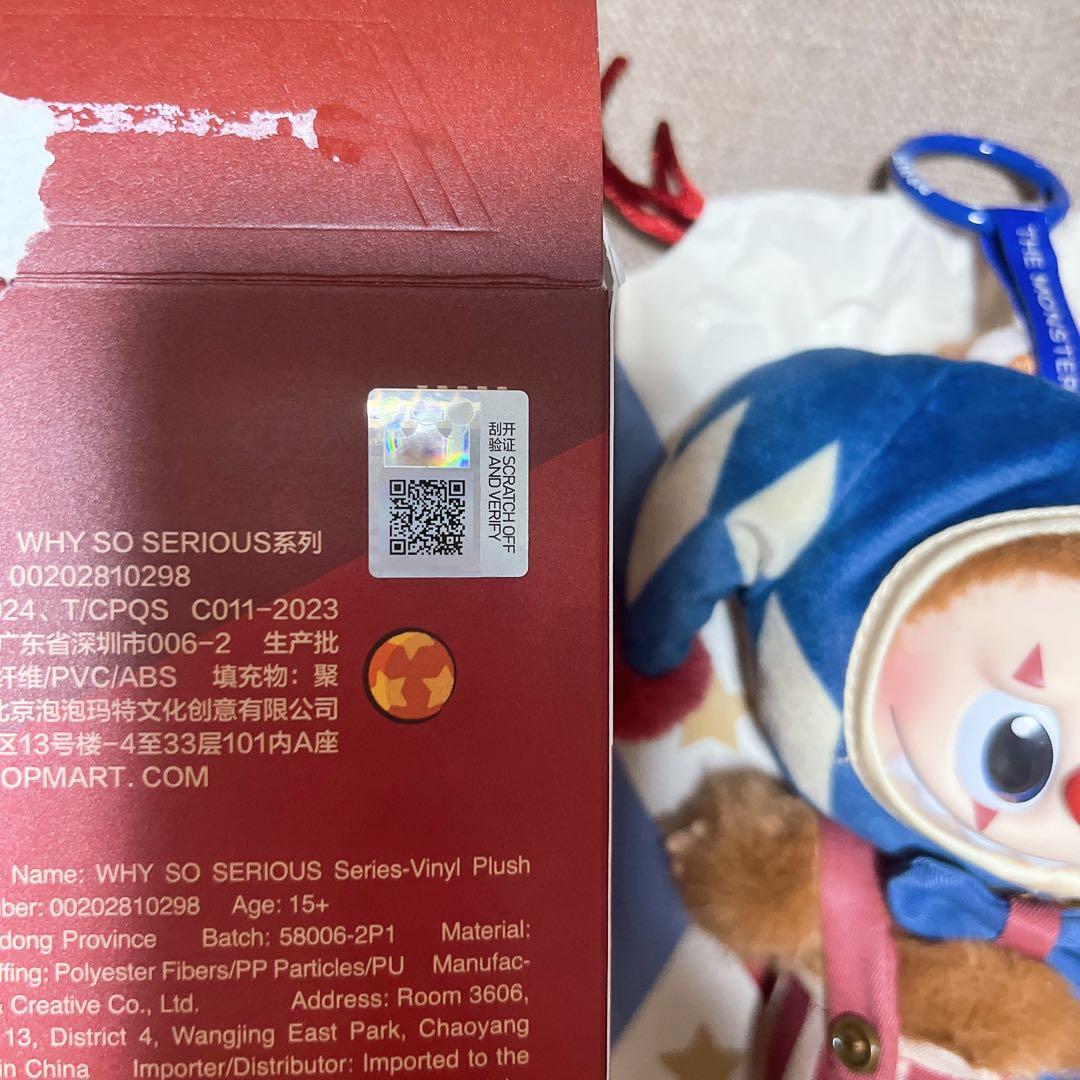 THE MONSTER
开 SCRATCH OFF
刮
证 AND VERIFY
验
WHY SO SERIOUS系列
00202810298
024、T/CPQS C011-2023
广东省深圳市006-2 生产批
纤维/PVC/ABS 填充物：聚
北京泡泡玛特文化创意有限公司
区13号楼-4至33层101内A座
OPMART. COM
Name: WHY SO SERIOUS Series-Vinyl Plush
ber: 00202810298 Age: 15+
dong Province Batch: 58006-2P1 Material:
ffing: Polyester Fibers/PP Particles/PU Manufac-
& Creative Co., Ltd. Address: Room 3606,
13, District 4, Wangjing East Park, Chaoyang
in China Importer/Distributor: Imported to the